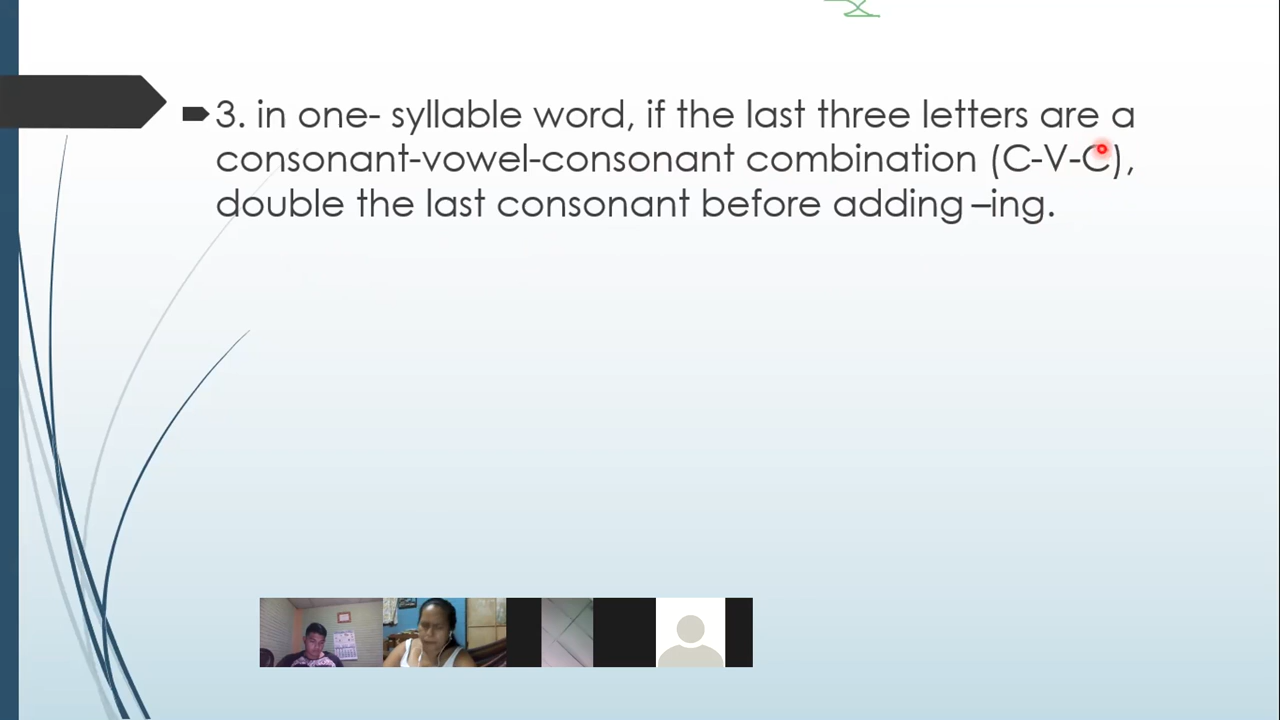 3. in one- syllable word, if the last three letters are a
consonant-vowel-consonant combination (C-V-C),
double the last consonant before adding –ing.